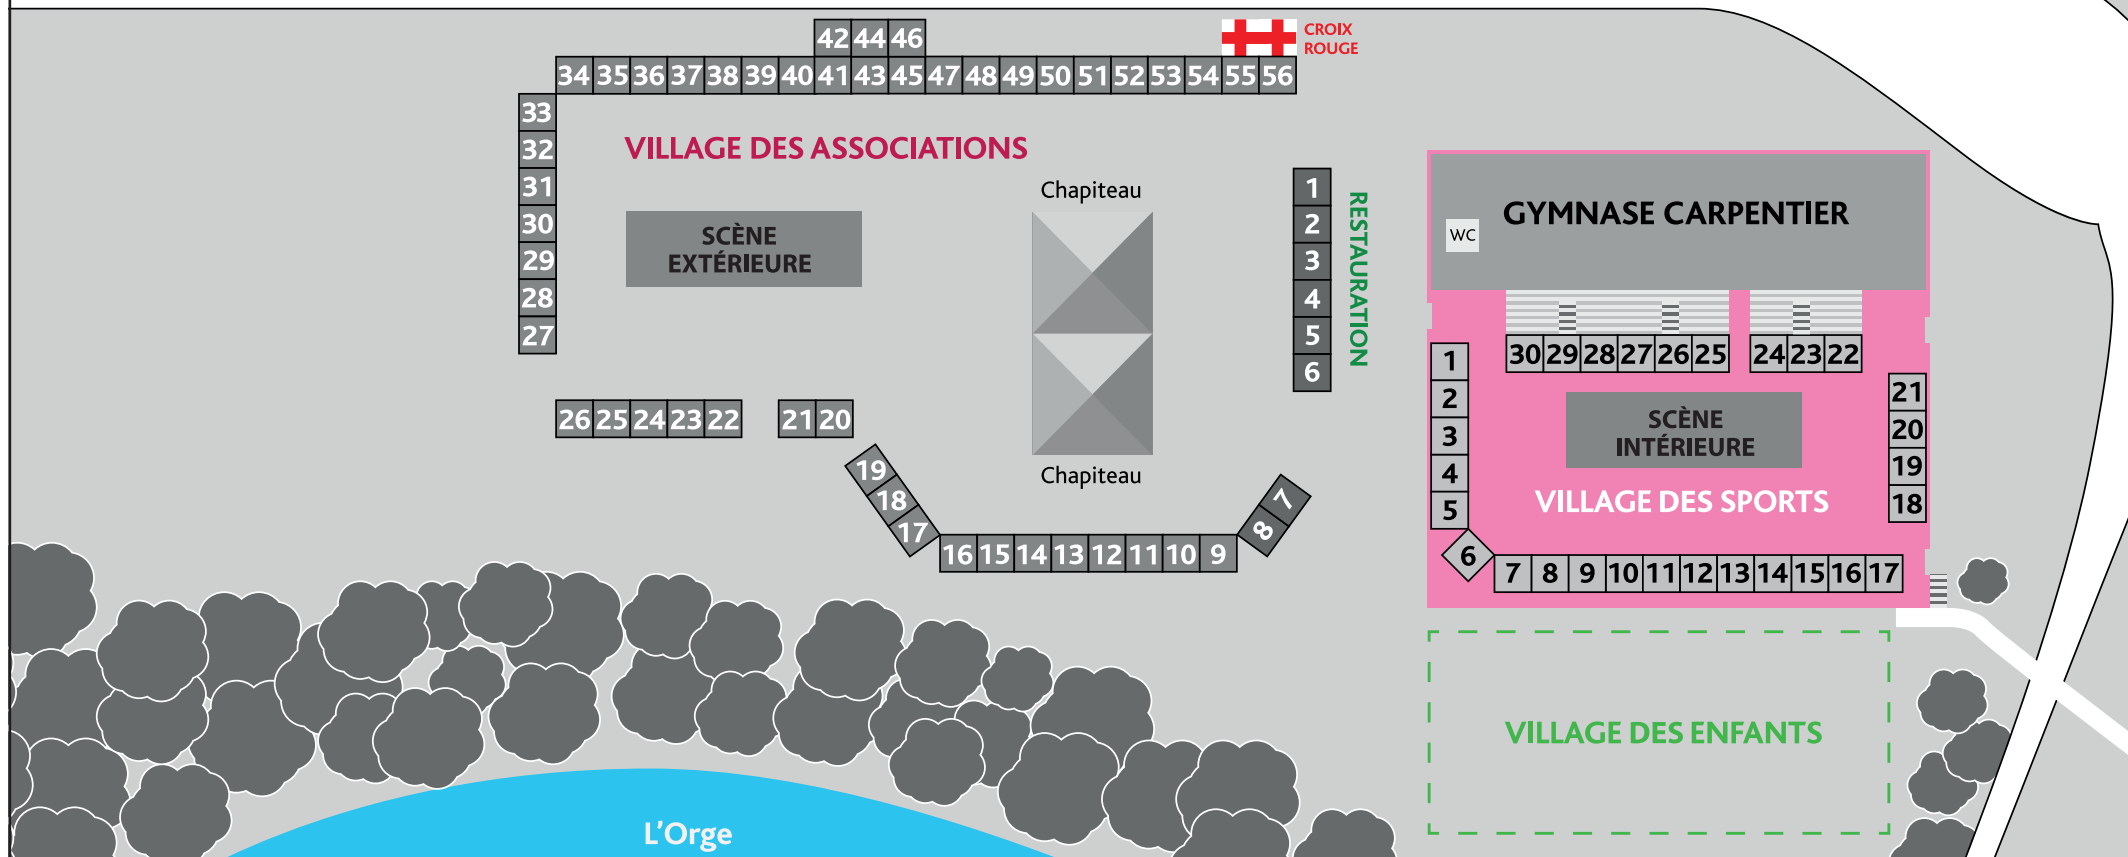 42 44 46
CROIX
ROUGE
34 35 36 37 38 39 40 41 43 45 47 48 49 50 51 52 53 54 55 56
33
32
31
30
29
28
27
VILLAGE DES ASSOCIATIONS
SCÈNE
EXTÉRIEURE
Chapiteau
Chapiteau
1
2
3
4
5
6
RESTAURATION
26 25 24 23 22
21 20
19
18
17
16 15 14 13 12 11 10 9
8
7
GYMNASE CARPENTIER
WC
30 29 28 27 26 25
24 23 22
1
2
3
4
5
6
7 8 9 10 11 12 13 14 15 16 17
21
20
19
18
SCÈNE
INTÉRIEURE
VILLAGE DES SPORTS
VILLAGE DES ENFANTS
L'Orge